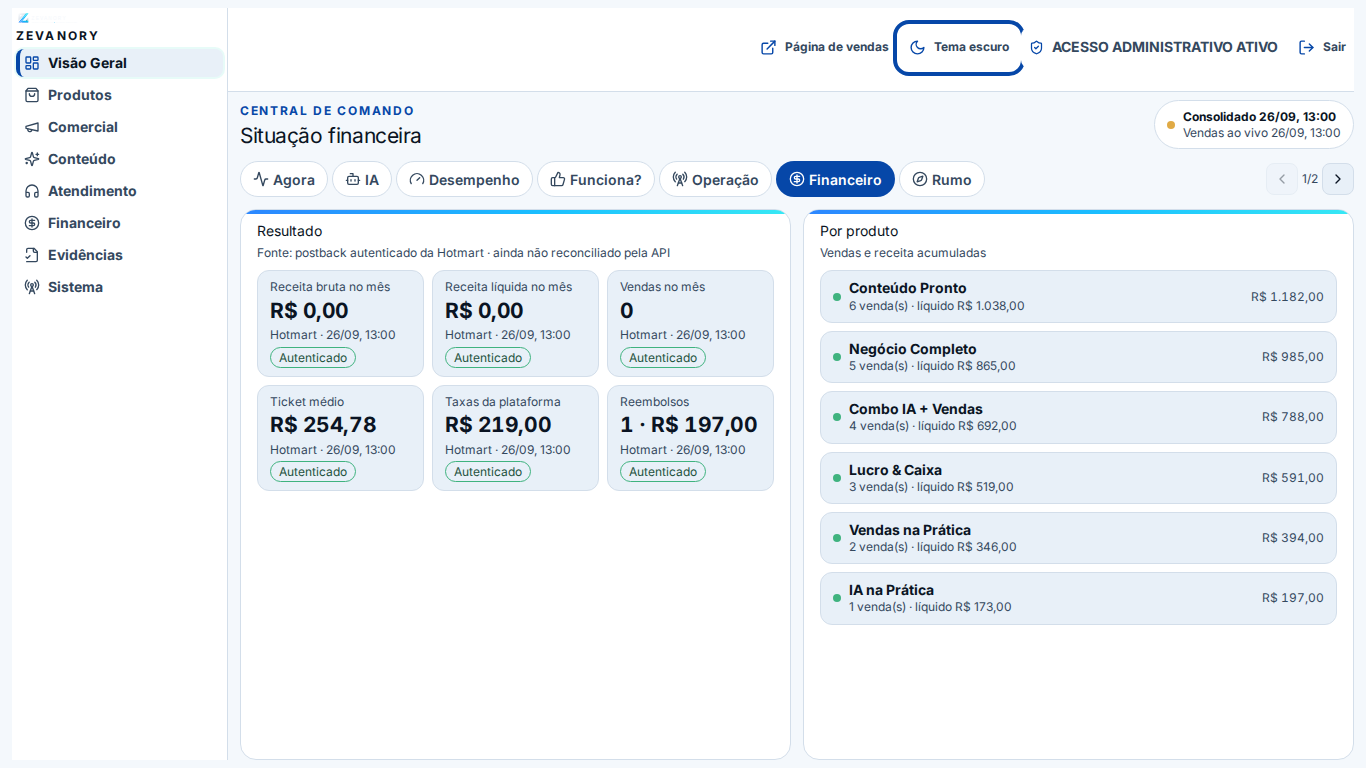 ZEVANORY
Visão Geral
Produtos
Comercial
Conteúdo
Atendimento
Financeiro
Evidências
Sistema
Página de vendas
Tema escuro
ACESSO ADMINISTRATIVO ATIVO
Sair
CENTRAL DE COMANDO
Situação financeira
Consolidado 26/09, 13:00
Vendas ao vivo 26/09, 13:00
Agora
IA
Desempenho
Funciona?
Operação
Financeiro
Rumo
1/2
Resultado
Fonte: postback autenticado da Hotmart · ainda não reconciliado pela API
Receita bruta no mês
R$ 0,00
Hotmart · 26/09, 13:00
Autenticado
Receita líquida no mês
R$ 0,00
Hotmart · 26/09, 13:00
Autenticado
Vendas no mês
0
Hotmart · 26/09, 13:00
Autenticado
Ticket médio
R$ 254,78
Hotmart · 26/09, 13:00
Autenticado
Taxas da plataforma
R$ 219,00
Hotmart · 26/09, 13:00
Autenticado
Reembolsos
1 · R$ 197,00
Hotmart · 26/09, 13:00
Autenticado
Por produto
Vendas e receita acumuladas
Conteúdo Pronto
6 venda(s) · líquido R$ 1.038,00
R$ 1.182,00
Negócio Completo
5 venda(s) · líquido R$ 865,00
R$ 985,00
Combo IA + Vendas
4 venda(s) · líquido R$ 692,00
R$ 788,00
Lucro & Caixa
3 venda(s) · líquido R$ 519,00
R$ 591,00
Vendas na Prática
2 venda(s) · líquido R$ 346,00
R$ 394,00
IA na Prática
1 venda(s) · líquido R$ 173,00
R$ 197,00